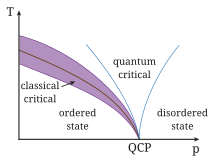 T
quantum
critical
classical
critical
ordered
state
disordered
state
QCP
p